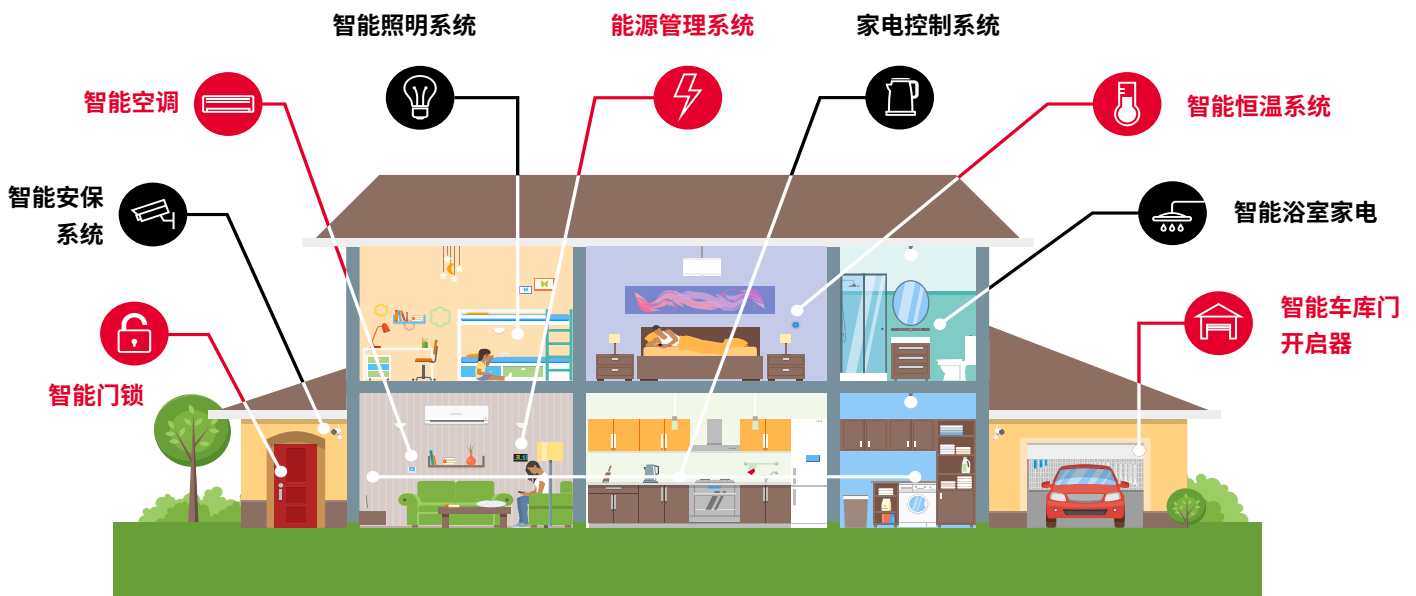 智能照明系统
能源管理系统
家电控制系统
智能空调
智能恒温系统
智能安保
系统
智能浴室家电
智能门锁
智能车库门
开启器